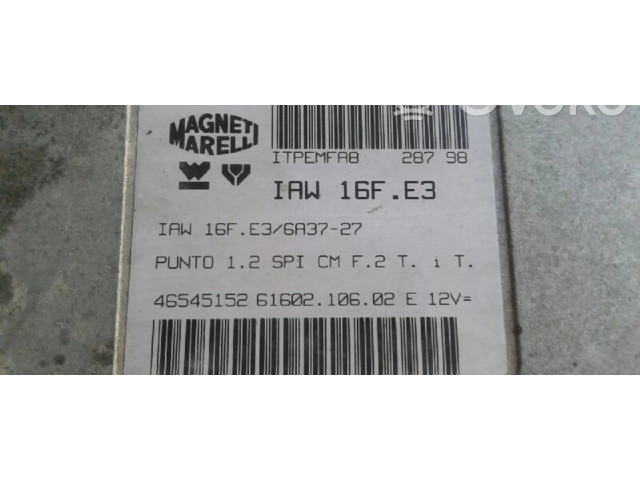 MAGNETI
MARELLI
ITPEMFA8 287 98
IAW 16F.E3
IAW 16F.E3/6A37-27
PUNTO 1.2 SPI CM F.2 T. i T.
46545152 61602.106.02 E 12V=